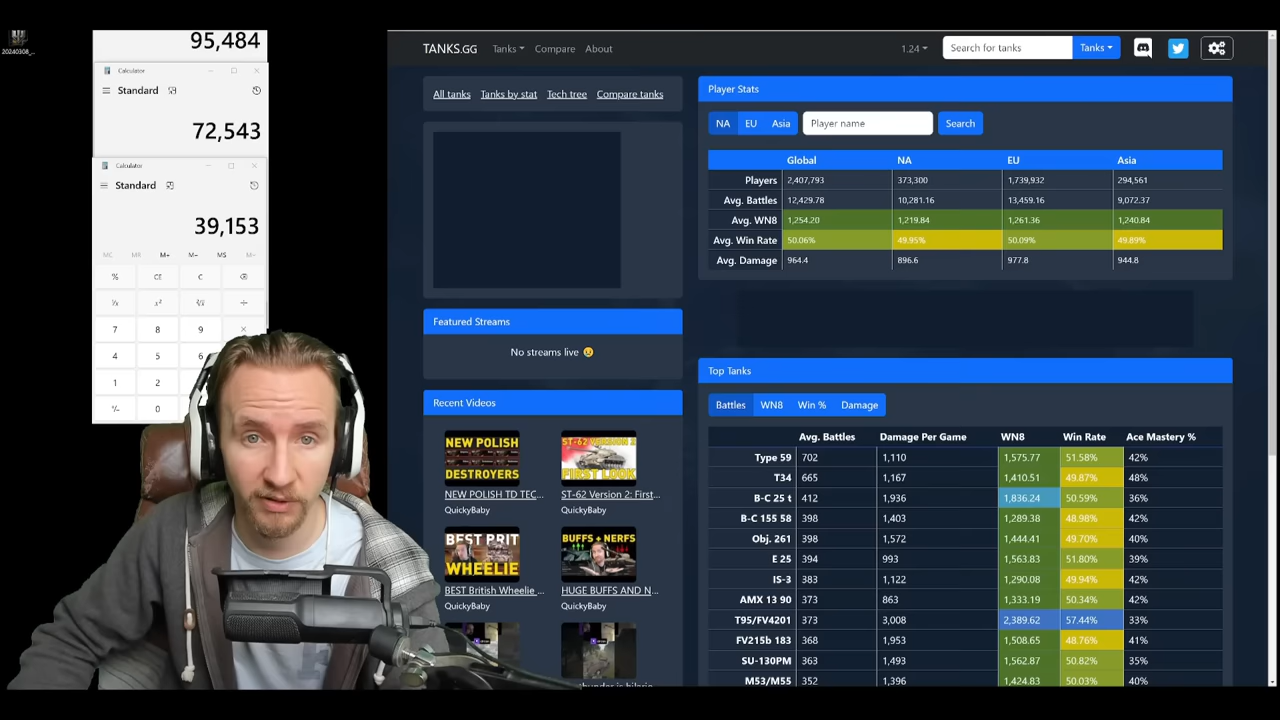 20240308_...
95,484
Calculator
Standard
72,543
Calculator
Standard
39,153
MC MR M+ M− MS M~
% CE C
¹/x x² ²√x ÷
7 8 9 ×
4 5 6
1 2
+/− 0
TANKS.GG Tanks Compare About 1.24 Search for tanks Tanks
All tanks Tanks by stat Tech tree Compare tanks
Featured Streams
No streams live
Recent Videos
NEW POLISH
DESTROYERS
NEW POLISH TD TEC...
QuickyBaby
ST-62 VERSION 2
FIRST LOOK
ST-62 Version 2: First...
QuickyBaby
BEST BRIT
WHEELIE
BEST British Wheelie ...
QuickyBaby
BUFFS + NERFS
HUGE BUFFS AND N...
QuickyBaby
Player Stats
NA EU Asia Player name Search
Global NA EU Asia
Players 2,407,793 373,300 1,739,932 294,561
Avg. Battles 12,429.78 10,281.16 13,459.16 9,072.37
Avg. WN8 1,254.20 1,219.84 1,261.36 1,240.84
Avg. Win Rate 50.06% 49.95% 50.09% 49.89%
Avg. Damage 964.4 896.6 977.8 944.8
Top Tanks
Battles WN8 Win % Damage
Avg. Battles Damage Per Game WN8 Win Rate Ace Mastery %
Type 59 702 1,110 1,575.77 51.58% 42%
T34 665 1,167 1,410.51 49.87% 48%
B-C 25 t 412 1,936 1,836.24 50.59% 36%
B-C 155 58 398 1,403 1,289.38 48.98% 42%
Obj. 261 398 1,572 1,444.41 49.70% 40%
E 25 394 993 1,563.83 51.80% 39%
IS-3 383 1,122 1,290.08 49.94% 42%
AMX 13 90 373 863 1,333.19 50.34% 42%
T95/FV4201 373 3,008 2,389.62 57.44% 33%
FV215b 183 368 1,953 1,508.65 48.76% 41%
SU-130PM 363 1,493 1,562.87 50.82% 35%
M53/M55 352 1,396 1,424.83 50.03% 40%